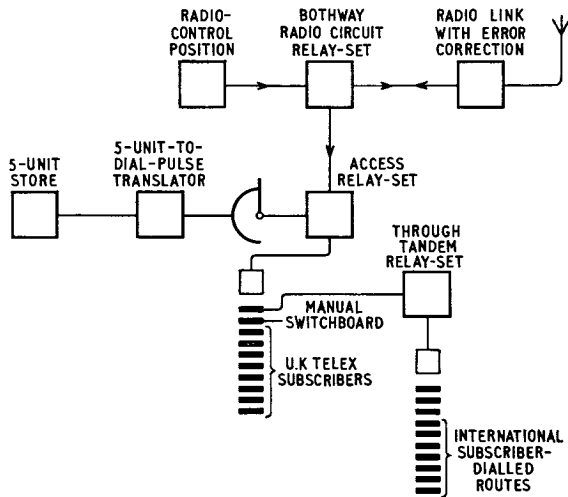 RADIO-
CONTROL
POSITION
BOTHWAY
RADIO CIRCUIT
RELAY-SET
RADIO LINK
WITH ERROR
CORRECTION
5-UNIT
STORE
5-UNIT-TO-
DIAL-PULSE
TRANSLATOR
ACCESS
RELAY-SET
THROUGH
TANDEM
RELAY-SET
MANUAL
SWITCHBOARD
U.K TELEX
SUBSCRIBERS
INTERNATIONAL
SUBSCRIBER-
DIALLED
ROUTES